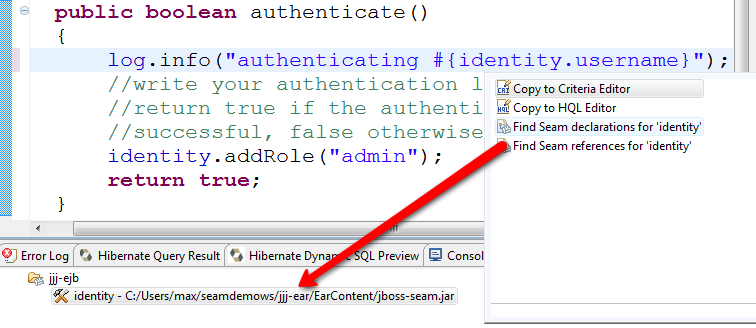 public boolean authenticate()
{
log.info("authenticating #{identity.username}");
//write your authentication l
//return true if the authenti
//successful, false otherwise
identity.addRole("admin");
return true;
}
Copy to Criteria Editor
Copy to HQL Editor
Find Seam declarations for 'identity'
Find Seam references for 'identity'
Error Log Hibernate Query Result Hibernate Dynamic SQL Preview Consol
jjj-ejb
identity - C:/Users/max/seamdemows/jjj-ear/EarContent/jboss-seam.jar